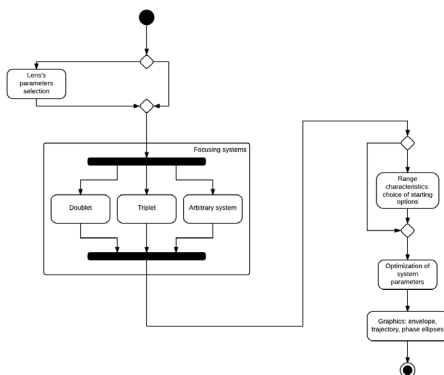 Lens's
parameters
selection
Focusing systems
Doublet
Triplet
Arbitrary system
Range
characteristics:
choice of starting
options
Optimization of
system
parameters
Graphics: envelope,
trajectory, phase ellipses